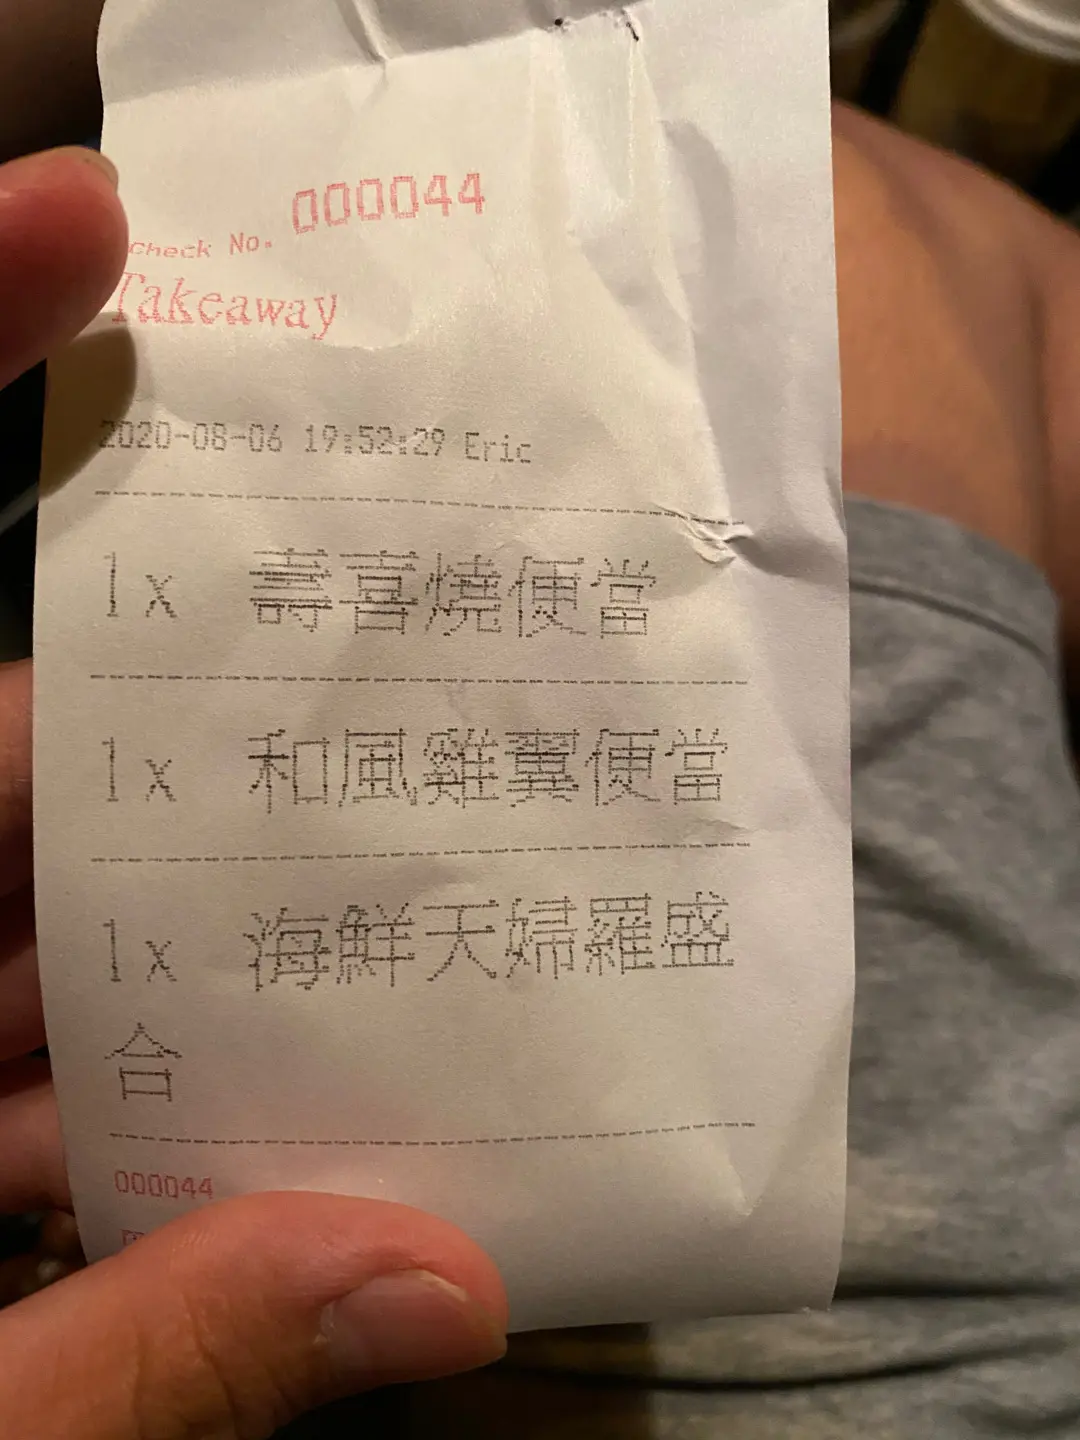 Check No. 000044
Takeaway
2020-08-06 19:52:29 Eric
1x 壽喜燒便當
1x 和風雞翼便當
1x 海鮮天婦羅盛
合
000044